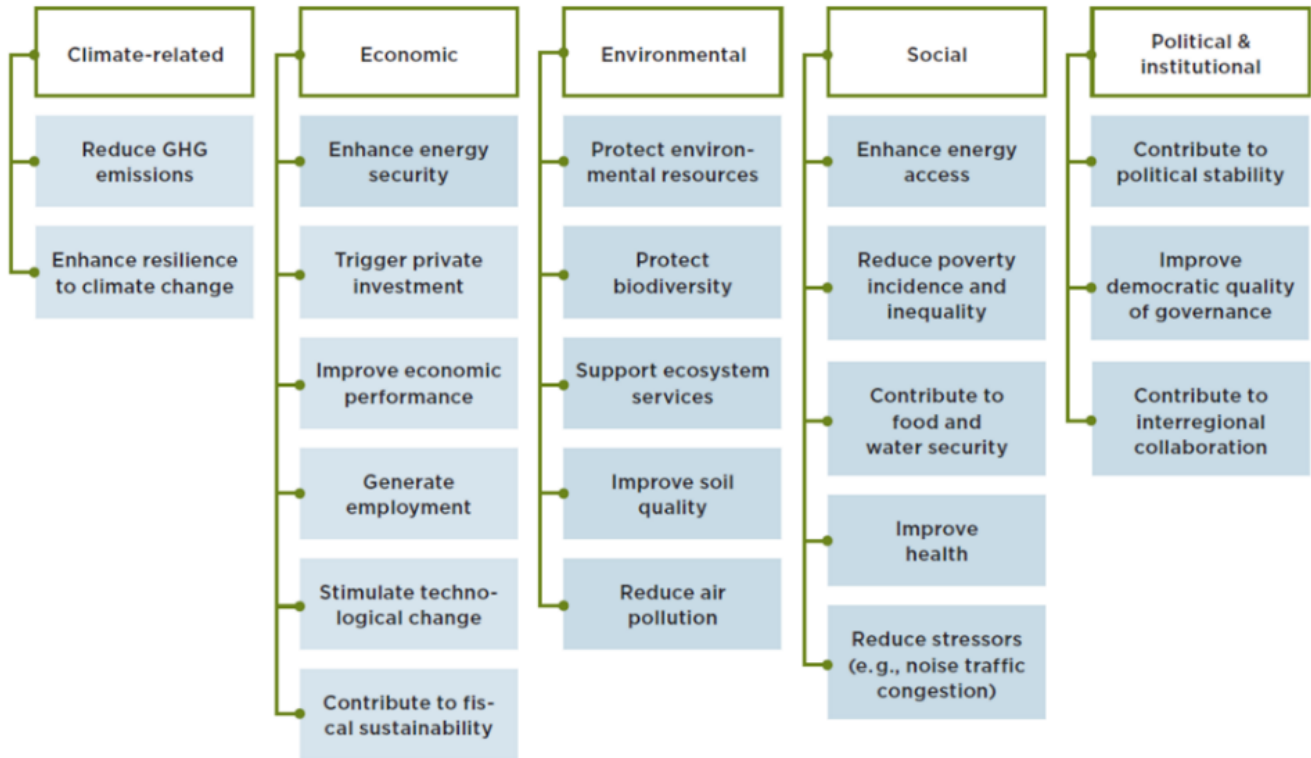 Climate-related
Reduce GHG
emissions
Enhance resilience
to climate change
Economic
Enhance energy
security
Trigger private
investment
Improve economic
performance
Generate
employment
Stimulate techno-
logical change
Contribute to fis-
cal sustainability
Environmental
Protect environ-
mental resources
Protect
biodiversity
Support ecosystem
services
Improve soil
quality
Reduce air
pollution
Social
Enhance energy
access
Reduce poverty
incidence and
inequality
Contribute to
food and
water security
Improve
health
Reduce stressors
(e.g., noise traffic
congestion)
Political &
institutional
Contribute to
political stability
Improve
democratic quality
of governance
Contribute to
interregional
collaboration